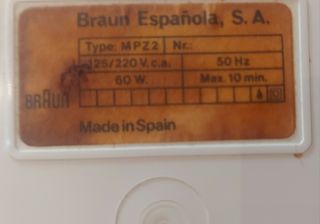 Braun Española, S. A.
Type: MPZ2 Nr.:
125/220 V.c.a. 50 Hz
60 W. Max. 10 min.
BRAUN
Made in Spain